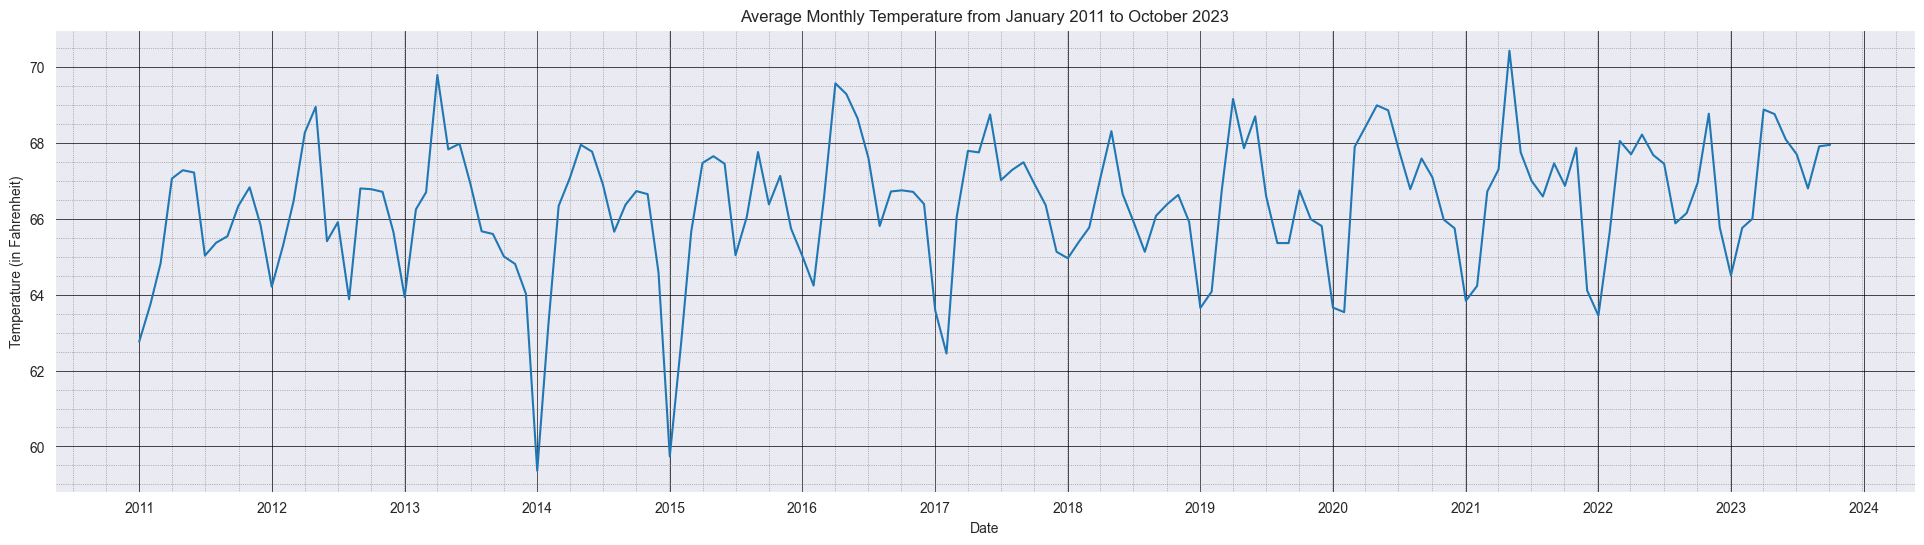 Average Monthly Temperature from January 2011 to October 2023
Temperature (in Fahrenheit)
70
68
66
64
62
60
2011 2012 2013 2014 2015 2016 2017 2018 2019 2020 2021 2022 2023 2024
Date